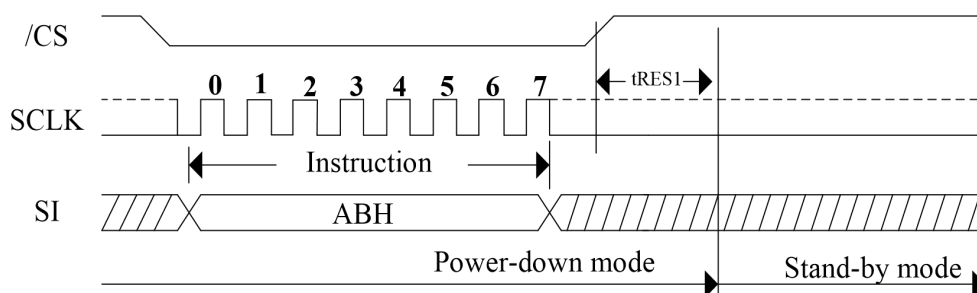 /CS
tRES1
0 1 2 3 4 5 6 7
SCLK
Instruction
SI
ABH
Power-down mode
Stand-by mode